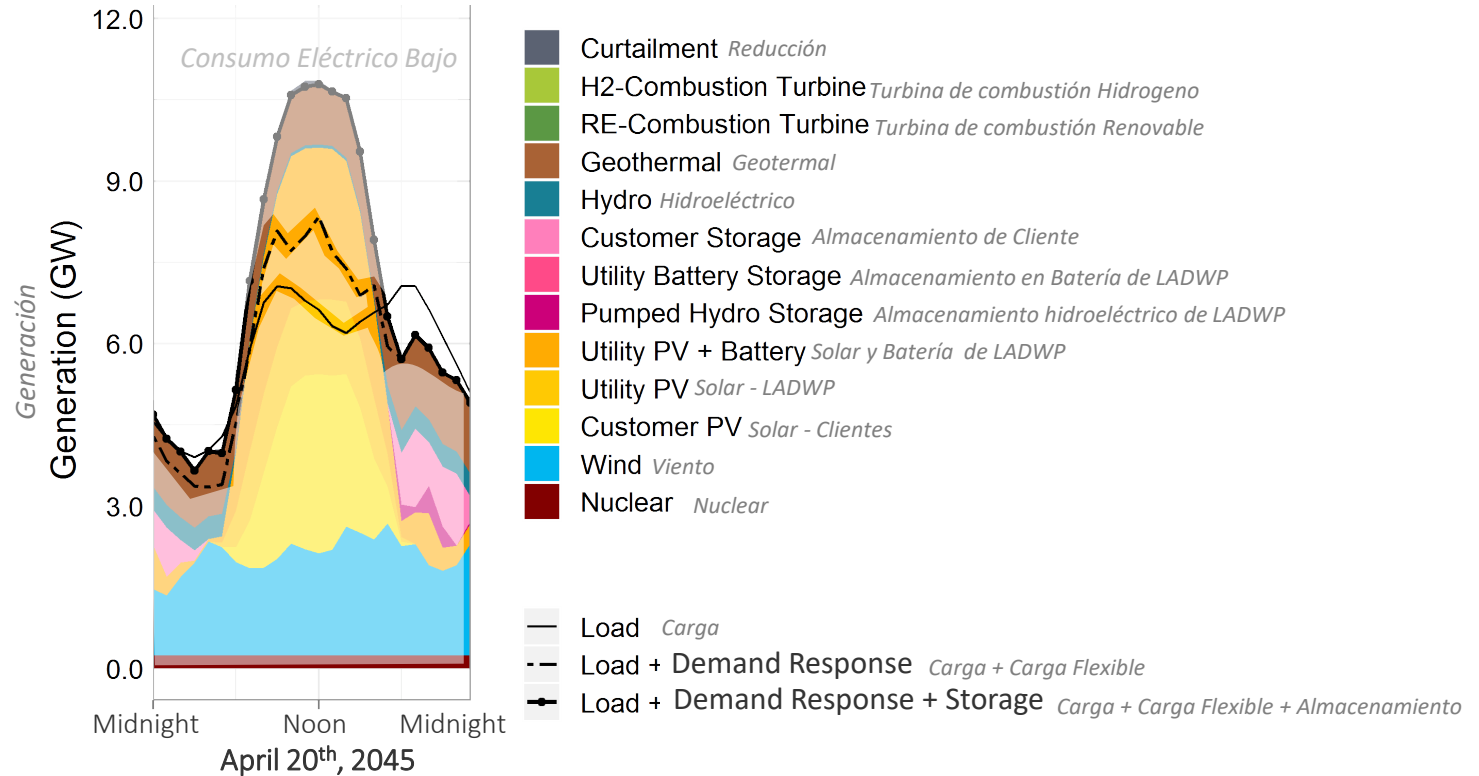 12.0
9.0
6.0
3.0
0.0
Generación
Generation (GW)
Consumo Eléctrico Bajo
Midnight
Noon
Midnight
April 20th, 2045
Curtailment Reducción
H2-Combustion Turbine Turbina de combustión Hidrogeno
RE-Combustion Turbine Turbina de combustión Renovable
Geothermal Geotermal
Hydro Hidroeléctrico
Customer Storage Almacenamiento de Cliente
Utility Battery Storage Almacenamiento en Batería de LADWP
Pumped Hydro Storage Almacenamiento hidroeléctrico de LADWP
Utility PV + Battery Solar y Batería de LADWP
Utility PV Solar - LADWP
Customer PV Solar - Clientes
Wind Viento
Nuclear Nuclear
Load Carga
Load + Demand Response Carga + Carga Flexible
Load + Demand Response + Storage Carga + Carga Flexible + Almacenamiento